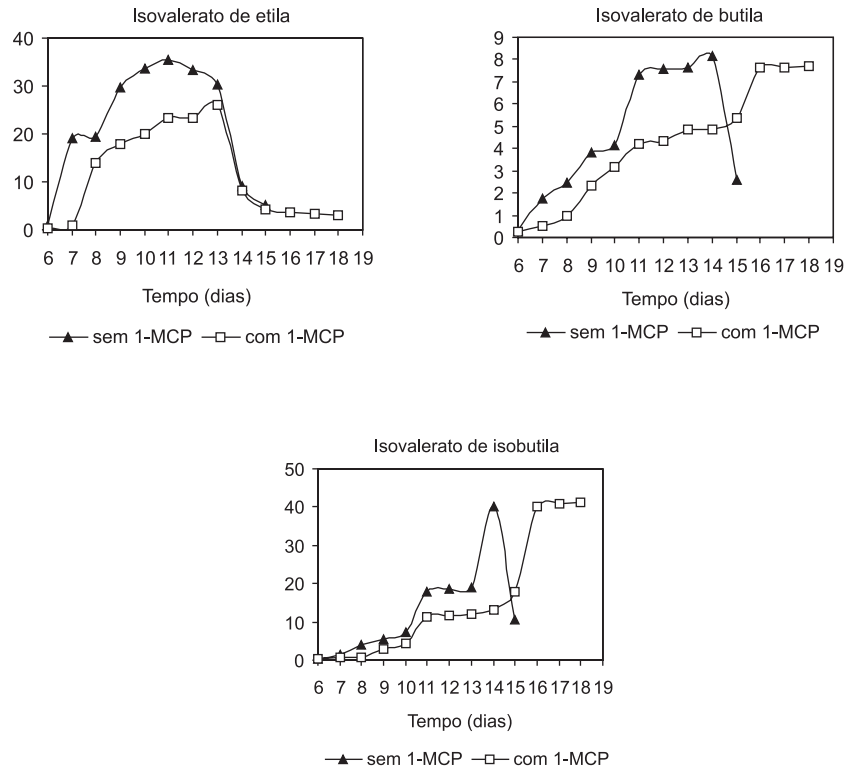 Isovalerato de etila
40
30
20
10
0
6 7 8 9 10 11 12 13 14 15 16 17 18 19
Tempo (dias)
sem 1-MCP com 1-MCP
Isovalerato de butila
9
8
7
6
5
4
3
2
1
0
6 7 8 9 10 11 12 13 14 15 16 17 18 19
Tempo (dias)
sem 1-MCP com 1-MCP
Isovalerato de isobutila
50
40
30
20
10
0
6 7 8 9 10 11 12 13 14 15 16 17 18 19
Tempo (dias)
sem 1-MCP com 1-MCP